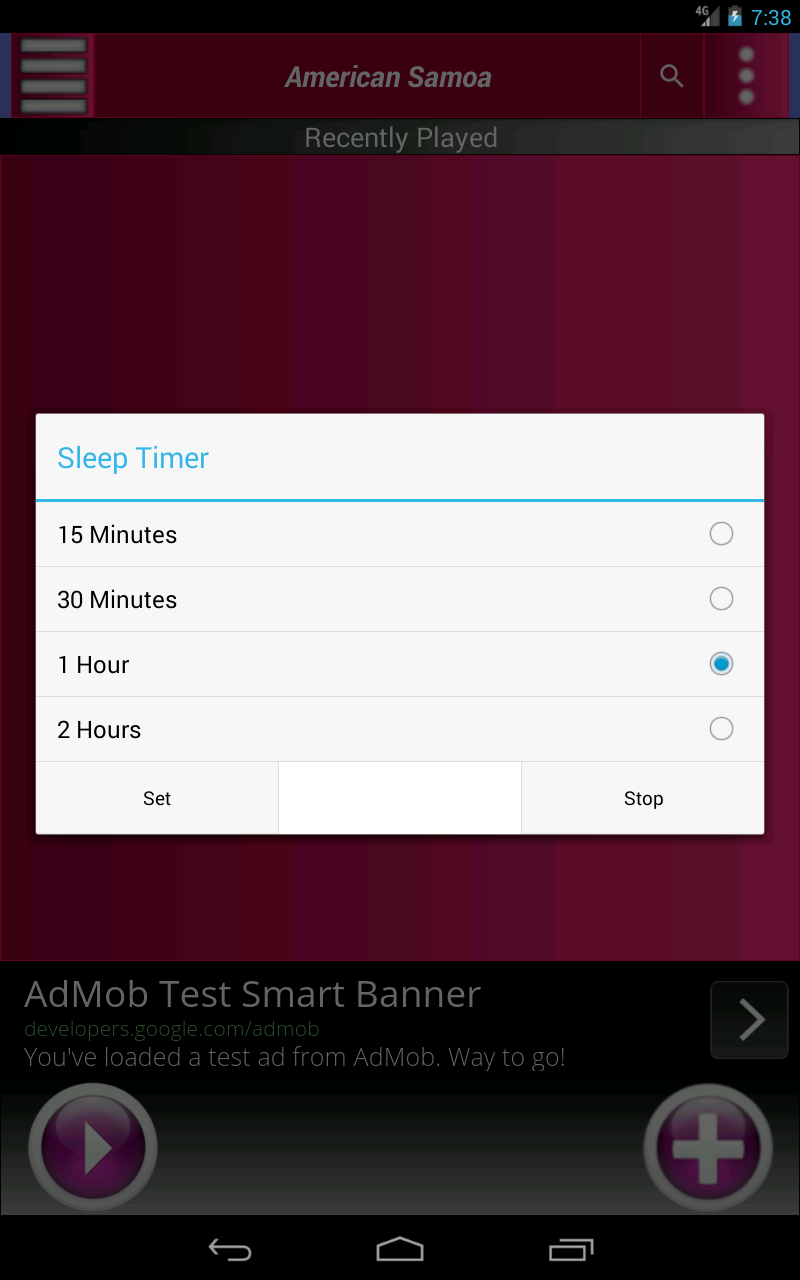 4G 7:38
American Samoa
Recently Played
Sleep Timer
15 Minutes
30 Minutes
1 Hour
2 Hours
Set Stop
AdMob Test Smart Banner
developers.google.com/admob
You've loaded a test ad from AdMob. Way to go!